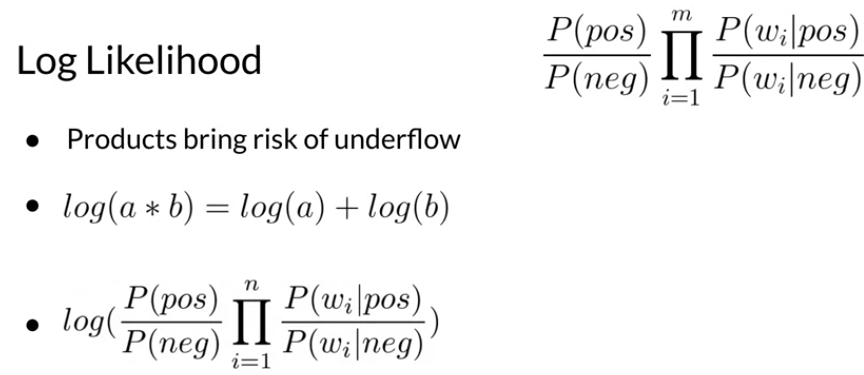 Log Likelihood
\frac{P(pos)}{P(neg)} \prod_{i=1}^{m} \frac{P(w_i|pos)}{P(w_i|neg)}
• Products bring risk of underflow
• log(a * b) = log(a) + log(b)
• log(\frac{P(pos)}{P(neg)} \prod_{i=1}^{n} \frac{P(w_i|pos)}{P(w_i|neg)})